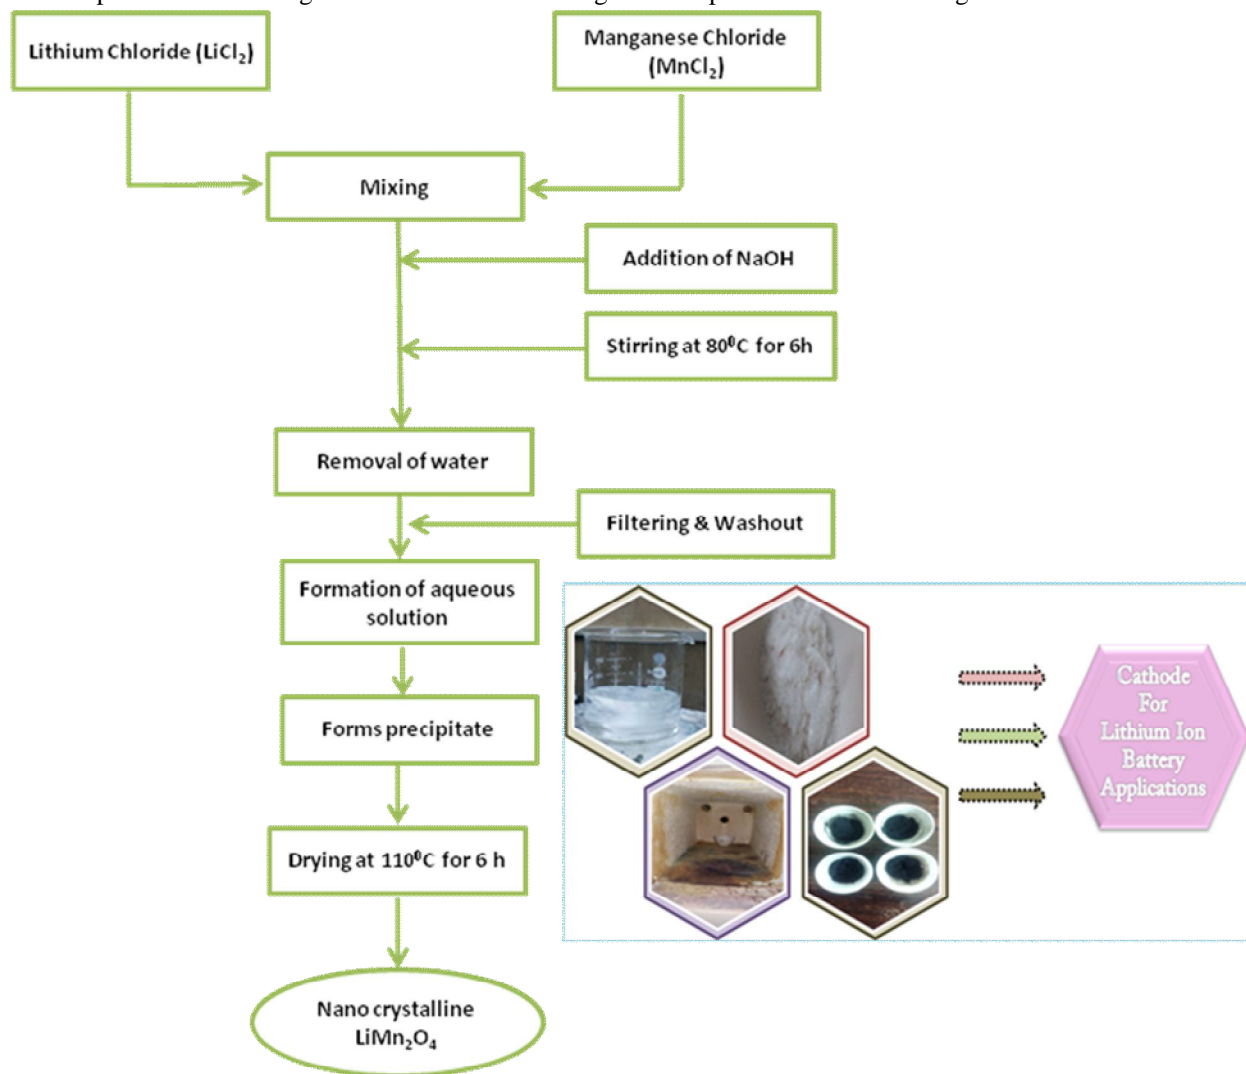 Lithium Chloride (LiCl₂)
Manganese Chloride
(MnCl₂)
Mixing
Addition of NaOH
Stirring at 80⁰C for 6h
Removal of water
Filtering & Washout
Formation of aqueous
solution
Forms precipitate
Drying at 110⁰C for 6 h
Nano crystalline
LiMn₂O₄
Cathode
For
Lithium Ion
Battery
Applications